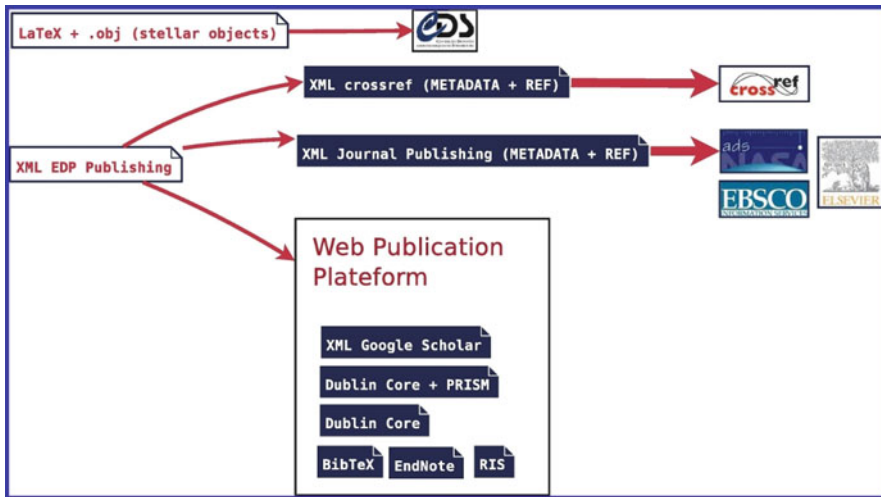 LaTeX + .obj (stellar objects)
CDS
XML crossref (METADATA + REF)
crossref
XML Journal Publishing (METADATA + REF)
ads
NASA
XML EDP Publishing
EBSCO
INFORMATION SERVICES
ELSEVIER
Web Publication
Plateform
XML Google Scholar
Dublin Core + PRISM
Dublin Core
BibTeX
EndNote
RIS